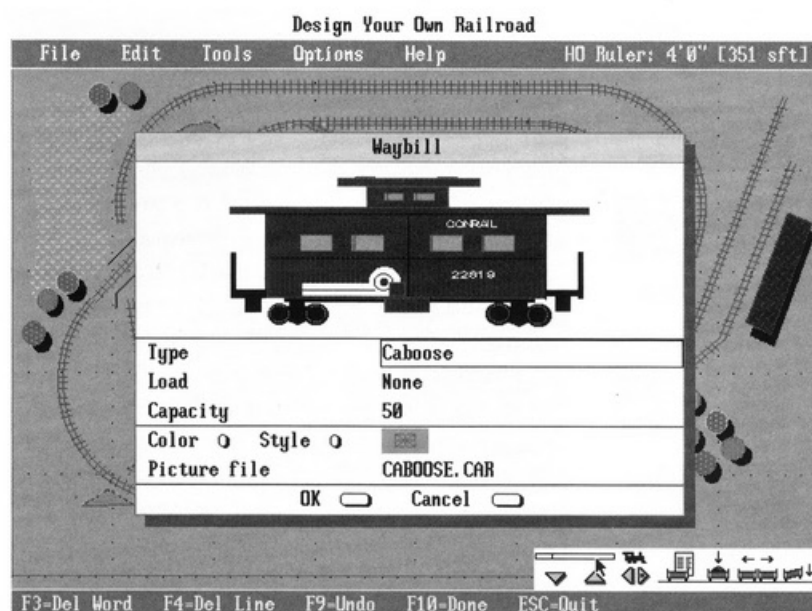 Design Your Own Railroad
File Edit Tools Options Help HO Ruler: 4'0" [351 sft]
Waybill
CONRAIL
22819
Type Caboose
Load None
Capacity 50
Color Style
Picture file CABOOSE.CAR
OK Cancel
F3=Del Word F4=Del Line F9=Undo F10=Done ESC=Quit